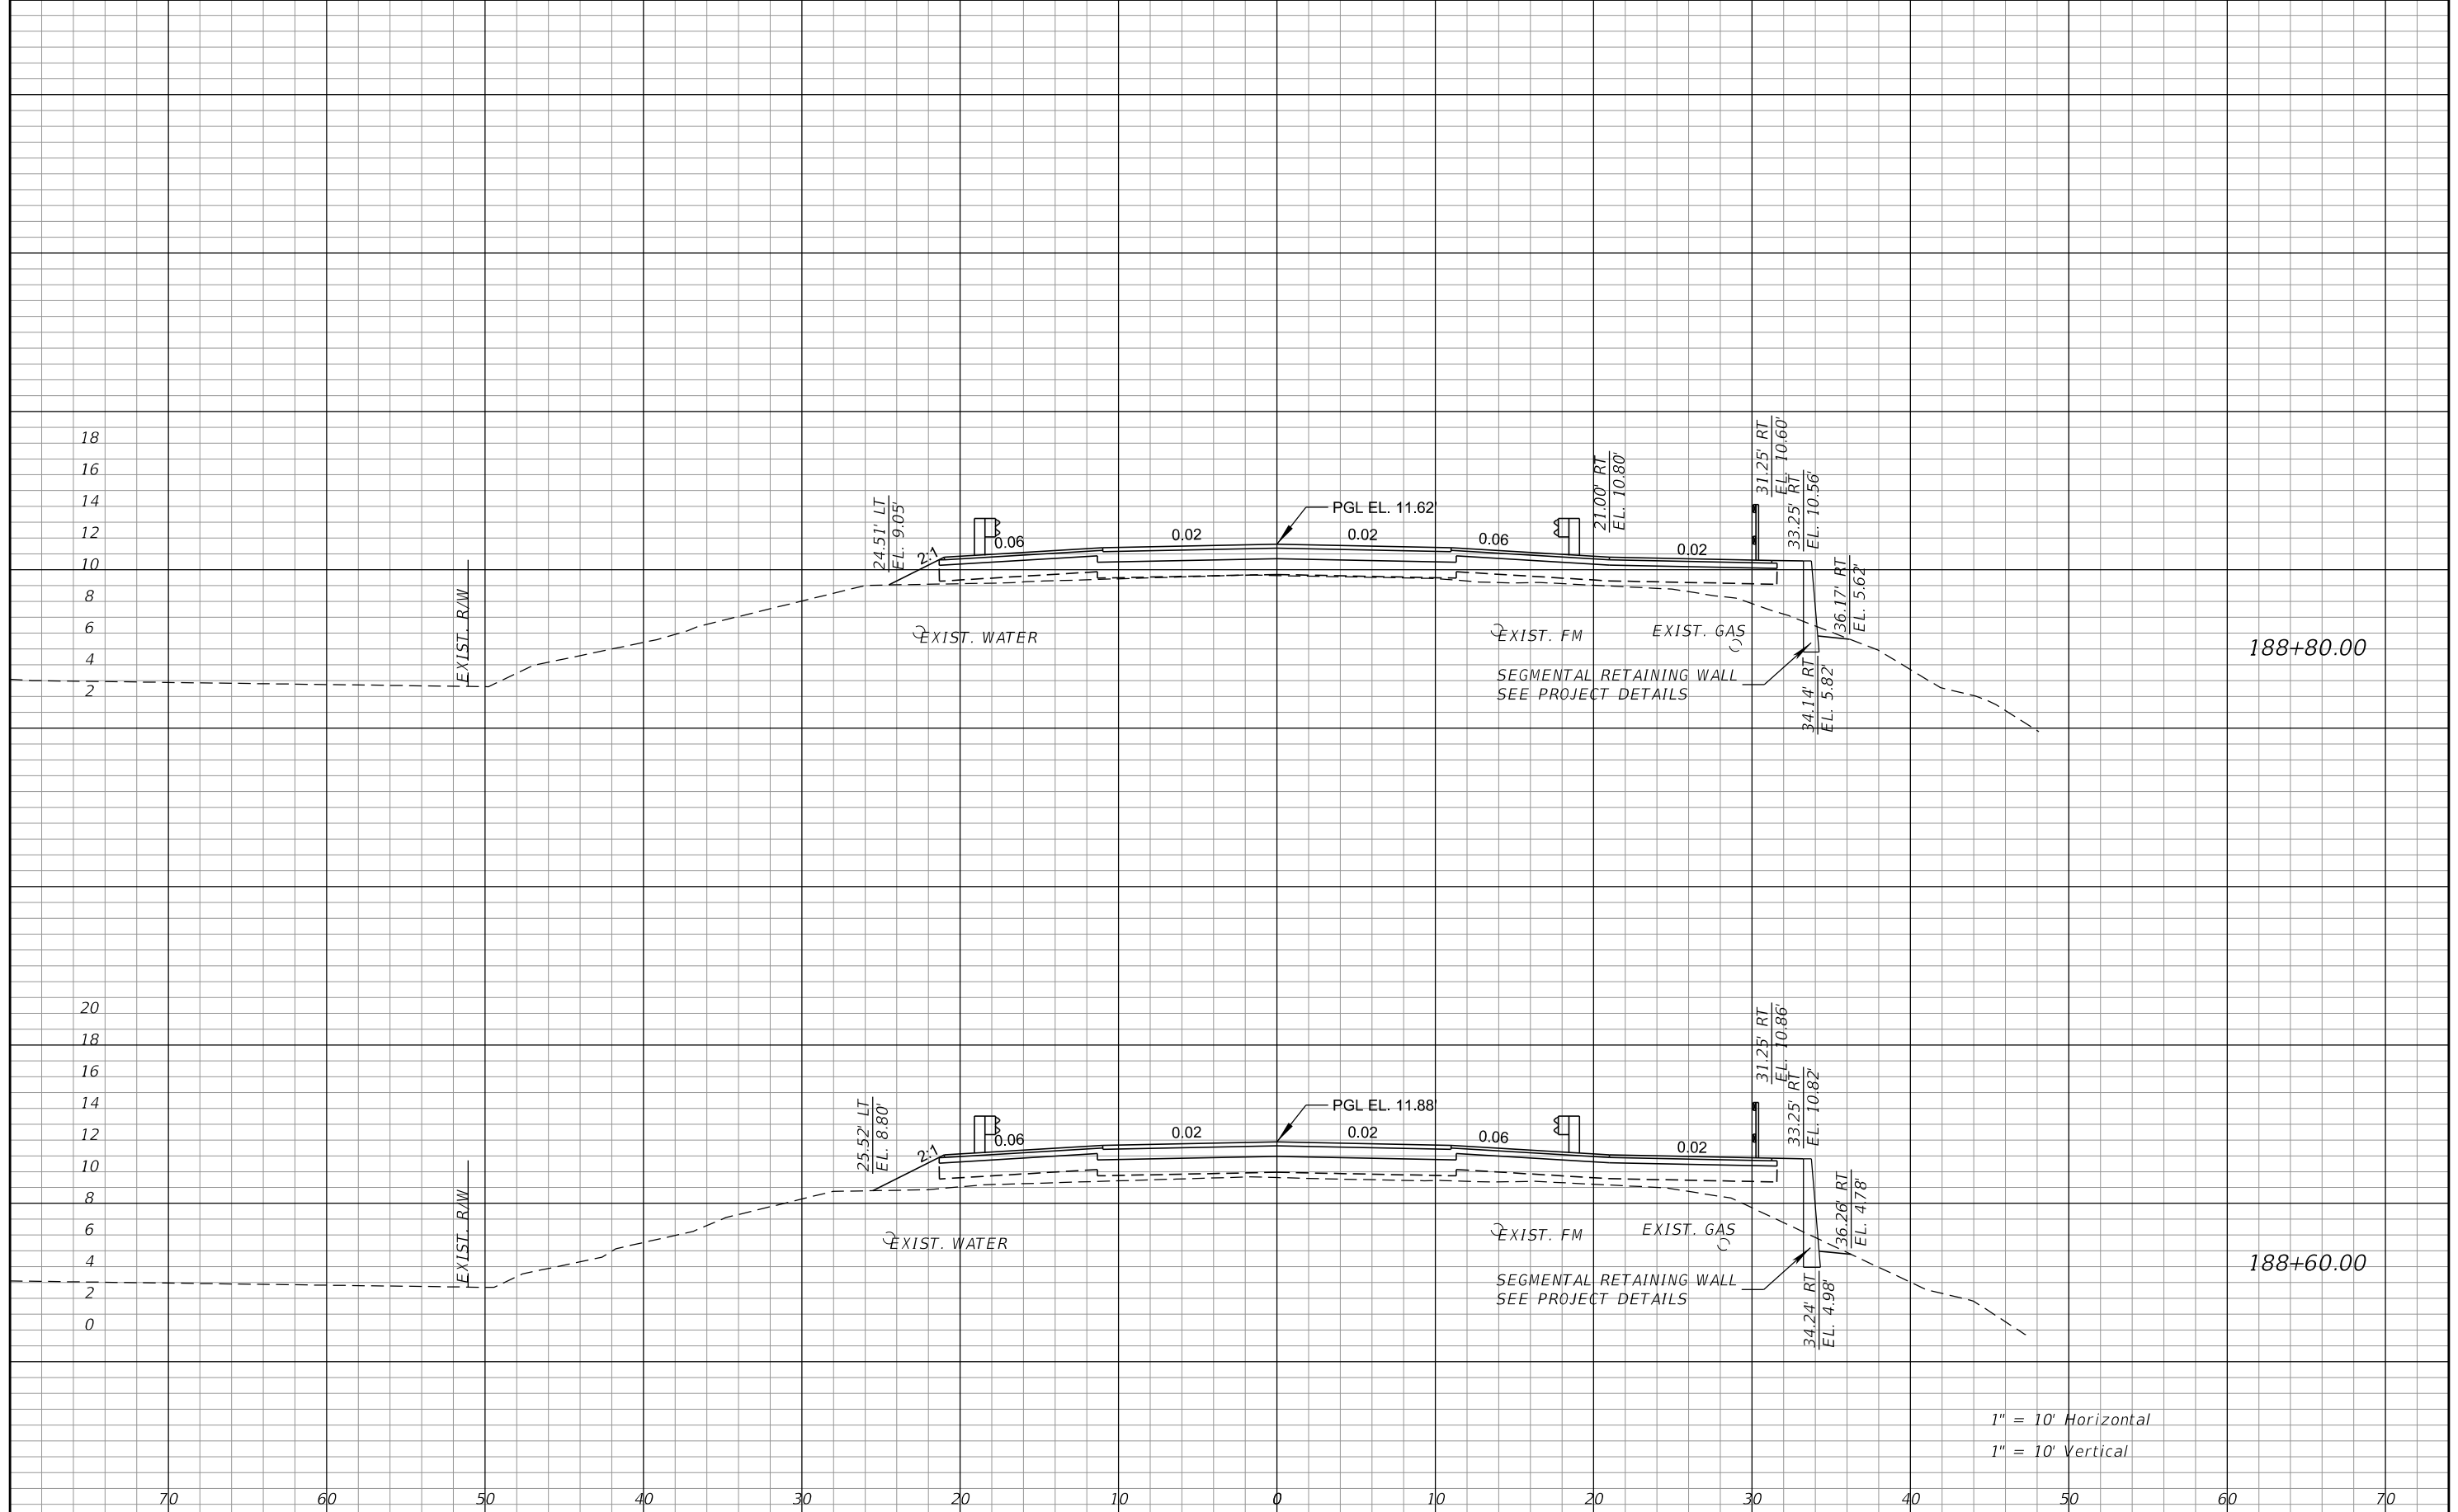 18
16
14
12
10
8
6
4
2
EXIST. R/W
24.51' LT
EL. 9.05'
2:1
0.06
0.02
PGL EL. 11.62'
0.02
0.06
21.00' RT
EL. 10.80'
0.02
31.25' RT
EL. 10.60'
33.25' RT
EL. 10.56'
36.17' RT
EL. 5.62'
EXIST. WATER
EXIST. FM
EXIST. GAS
SEGMENTAL RETAINING WALL
SEE PROJECT DETAILS
34.14' RT
EL. 5.82'
188+80.00
20
18
16
14
12
10
8
6
4
2
0
EXIST. R/W
25.52' LT
EL. 8.80'
2:1
0.06
0.02
PGL EL. 11.88'
0.02
0.06
0.02
31.25' RT
EL. 10.86'
33.25' RT
EL. 10.82'
36.26' RT
EL. 4.78'
EXIST. WATER
EXIST. FM
EXIST. GAS
SEGMENTAL RETAINING WALL
SEE PROJECT DETAILS
34.24' RT
EL. 4.98'
188+60.00
1" = 10' Horizontal
1" = 10' Vertical
70 60 50 40 30 20 10 0 10 20 30 40 50 60 70